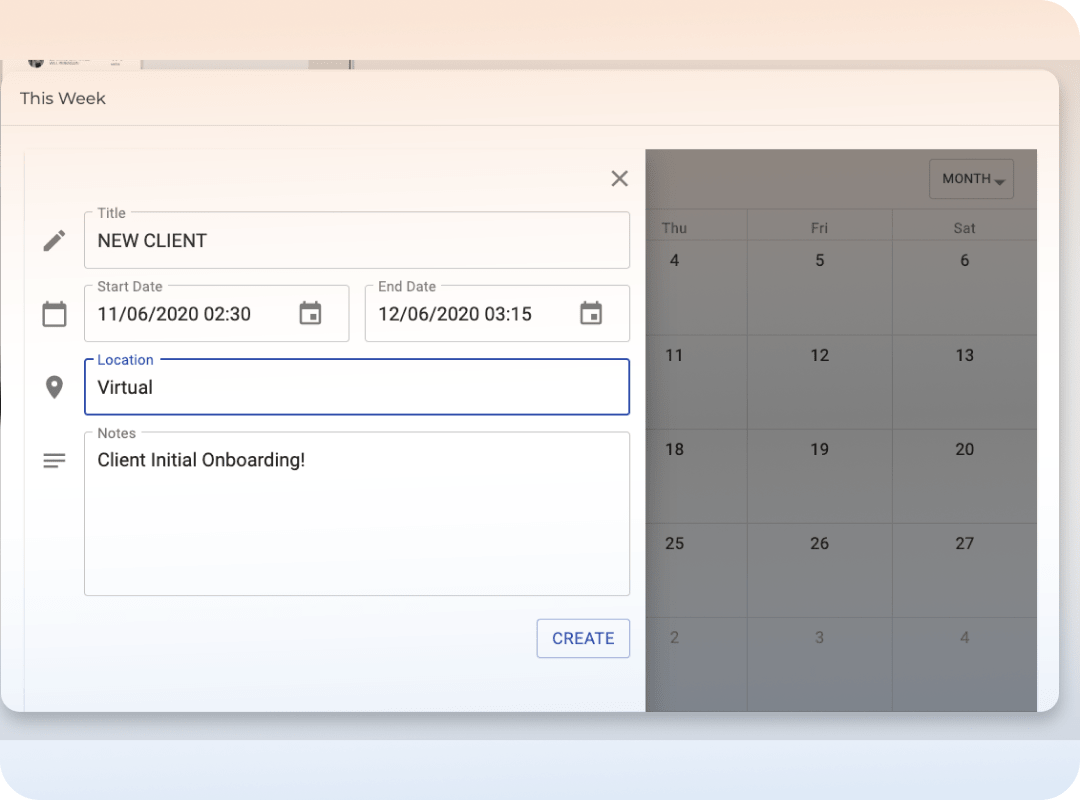 This Week
MONTH
Title
NEW CLIENT
Start Date
End Date
11/06/2020 02:30
12/06/2020 03:15
Location
Virtual
Notes
Client Initial Onboarding!
CREATE
Thu Fri Sat
4 5 6
11 12 13
18 19 20
25 26 27
2 3 4